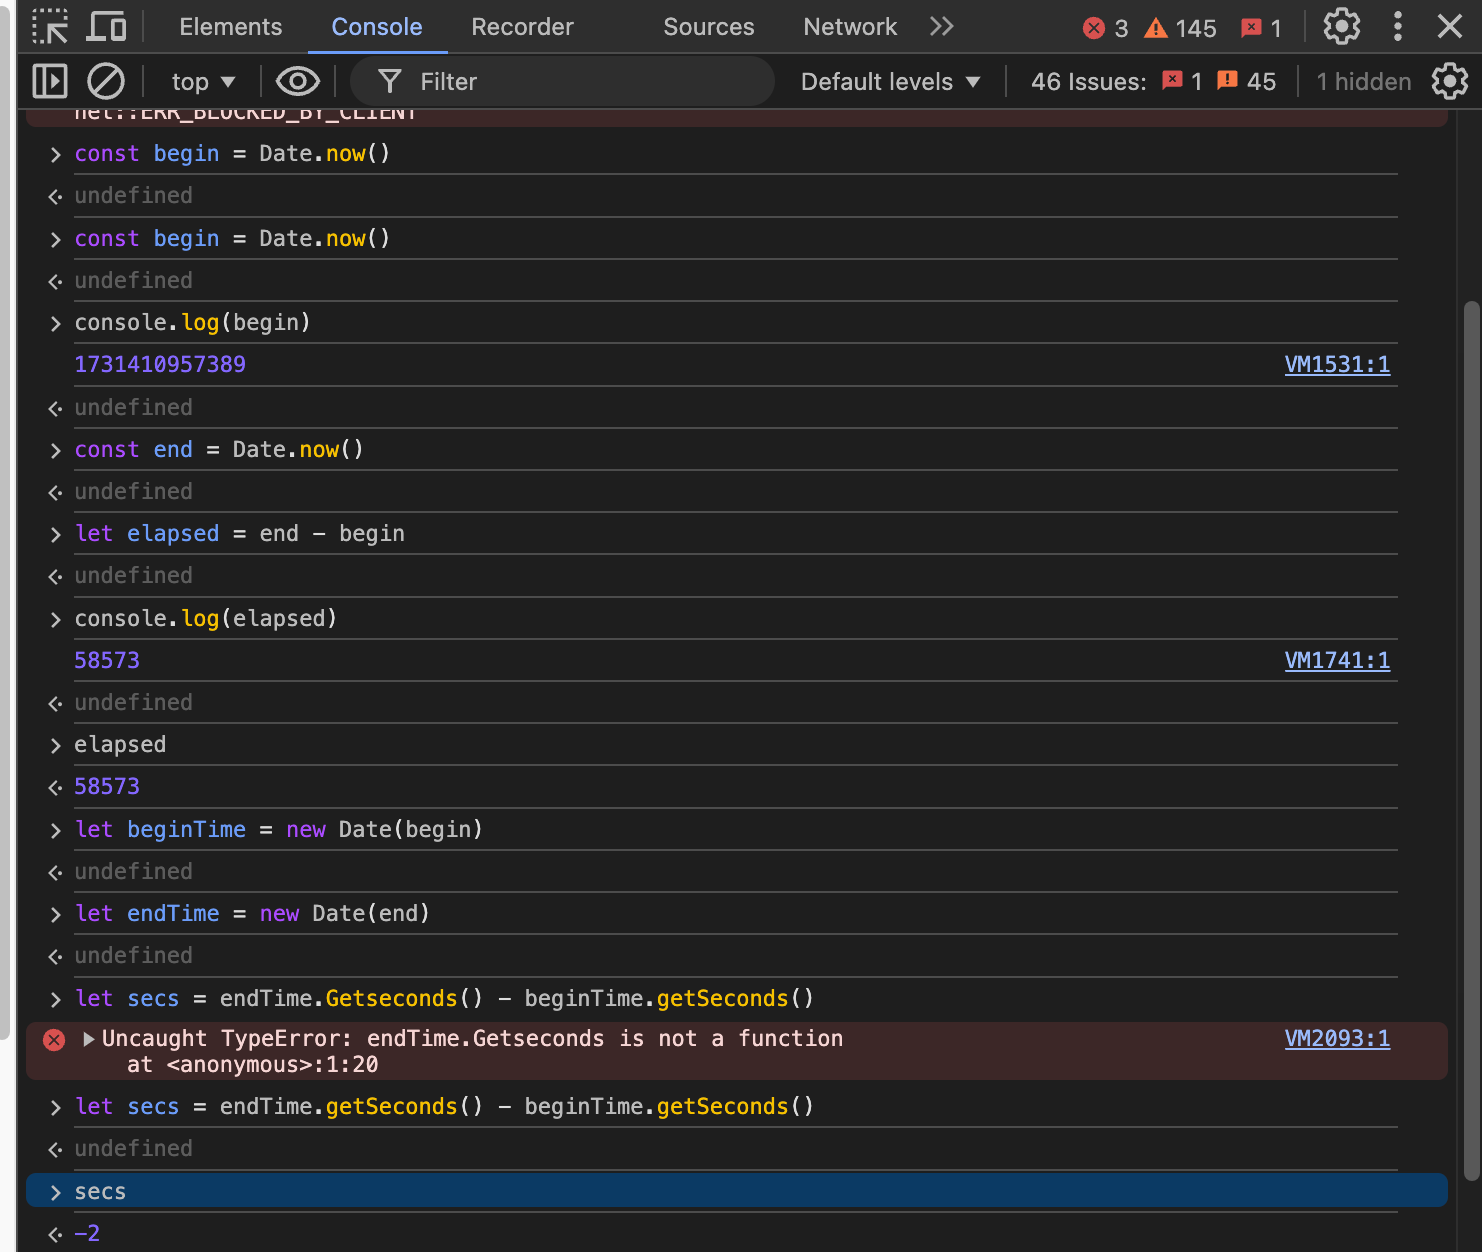 Elements Console Recorder Sources Network 3 145 1
top Filter Default levels 46 Issues: 1 45 1 hidden
net::ERR_BLOCKED_BY_CLIENT
const begin = Date.now()
undefined
const begin = Date.now()
undefined
console.log(begin)
1731410957389 VM1531:1
undefined
const end = Date.now()
undefined
let elapsed = end - begin
undefined
console.log(elapsed)
58573 VM1741:1
undefined
elapsed
58573
let beginTime = new Date(begin)
undefined
let endTime = new Date(end)
undefined
let secs = endTime.Getseconds() - beginTime.getSeconds()
Uncaught TypeError: endTime.Getseconds is not a function VM2093:1
at <anonymous>:1:20
let secs = endTime.getSeconds() - beginTime.getSeconds()
undefined
secs
-2